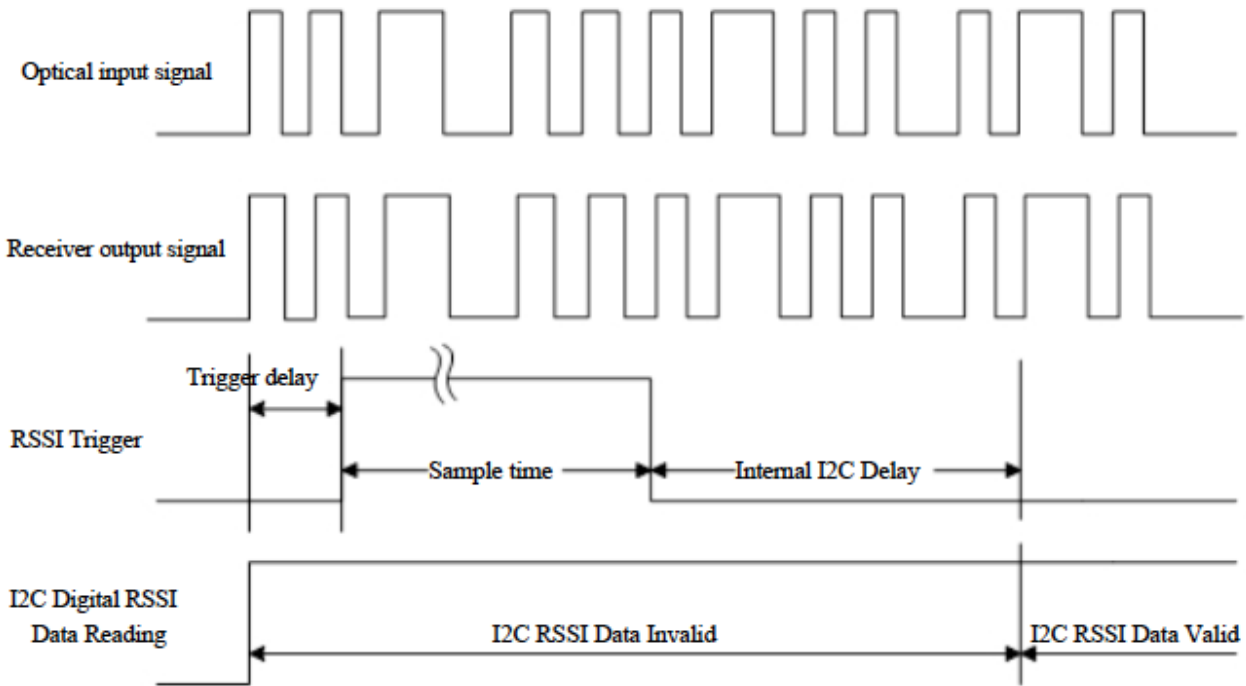 Optical input signal
Receiver output signal
Trigger delay
RSSI Trigger
Sample time
Internal I2C Delay
I2C Digital RSSI
Data Reading
I2C RSSI Data Invalid
I2C RSSI Data Valid